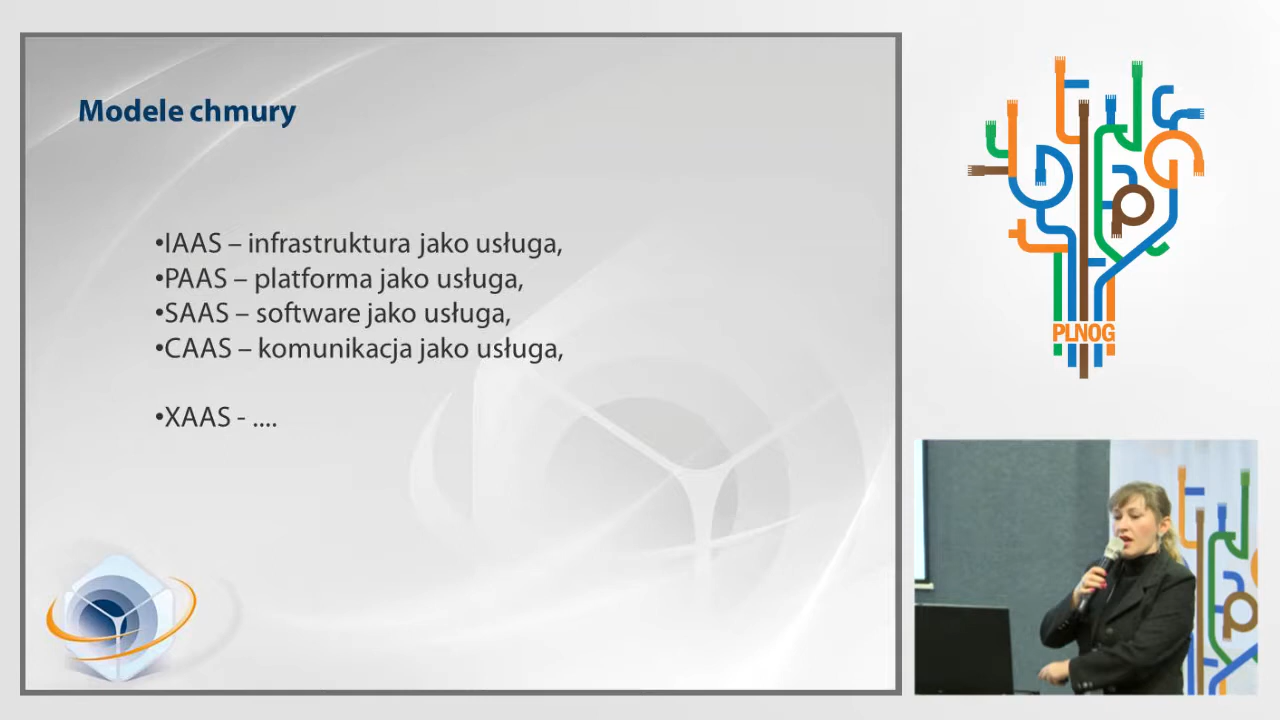 Modele chmury
•IAAS – infrastruktura jako usługa,
•PAAS – platforma jako usługa,
•SAAS – software jako usługa,
•CAAS – komunikacja jako usługa,
•XAAS - ....
PLNOG